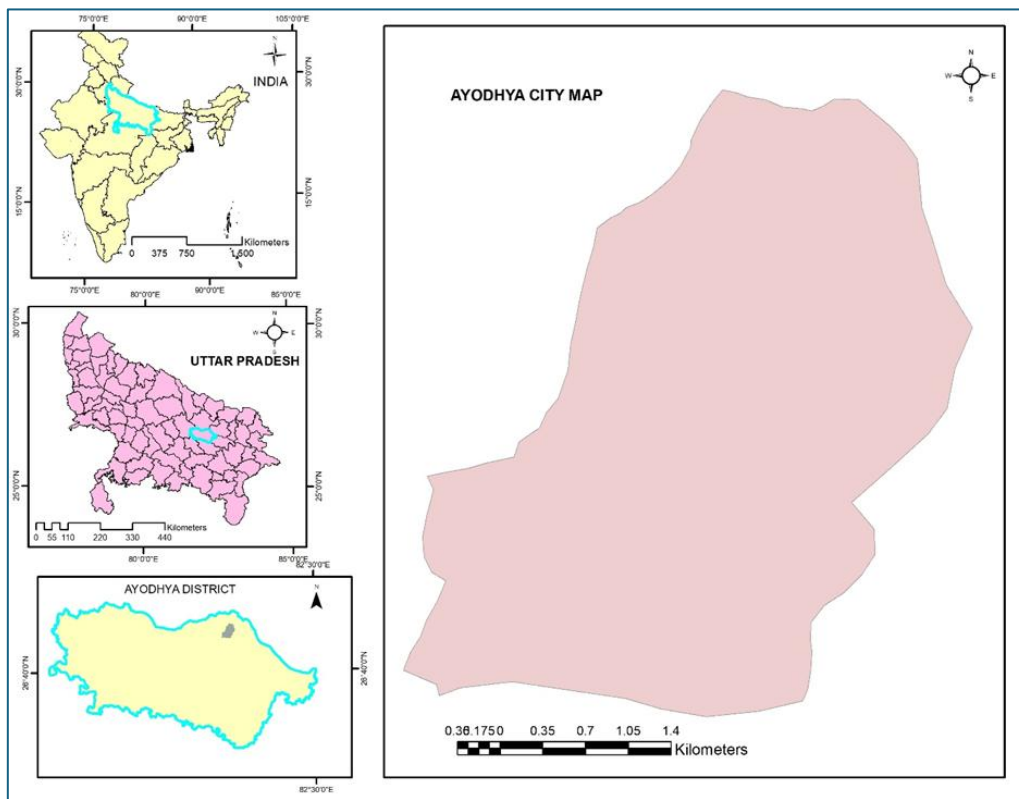 75°0'0"E 90°0'0"E 105°0'0"E
N
INDIA
30°0'0"N 30°0'0"N
15°0'0"N 15°0'0"N
Kilometers
0 375 750 1,500
75°0'0"E 90°0'0"E
80°0'0"E 85°0'0"E
N
W E
S
UTTAR PRADESH
30°0'0"N 30°0'0"N
25°0'0"N 25°0'0"N
Kilometers
0 55 110 220 330 440
80°0'0"E 85°0'0"E
82°30'0"E
AYODHYA DISTRICT
N
26°40'0"N 26°40'0"N
82°30'0"E
AYODHYA CITY MAP
N
W E
S
0.35 0.175 0 0.35 0.7 1.05 1.4
Kilometers